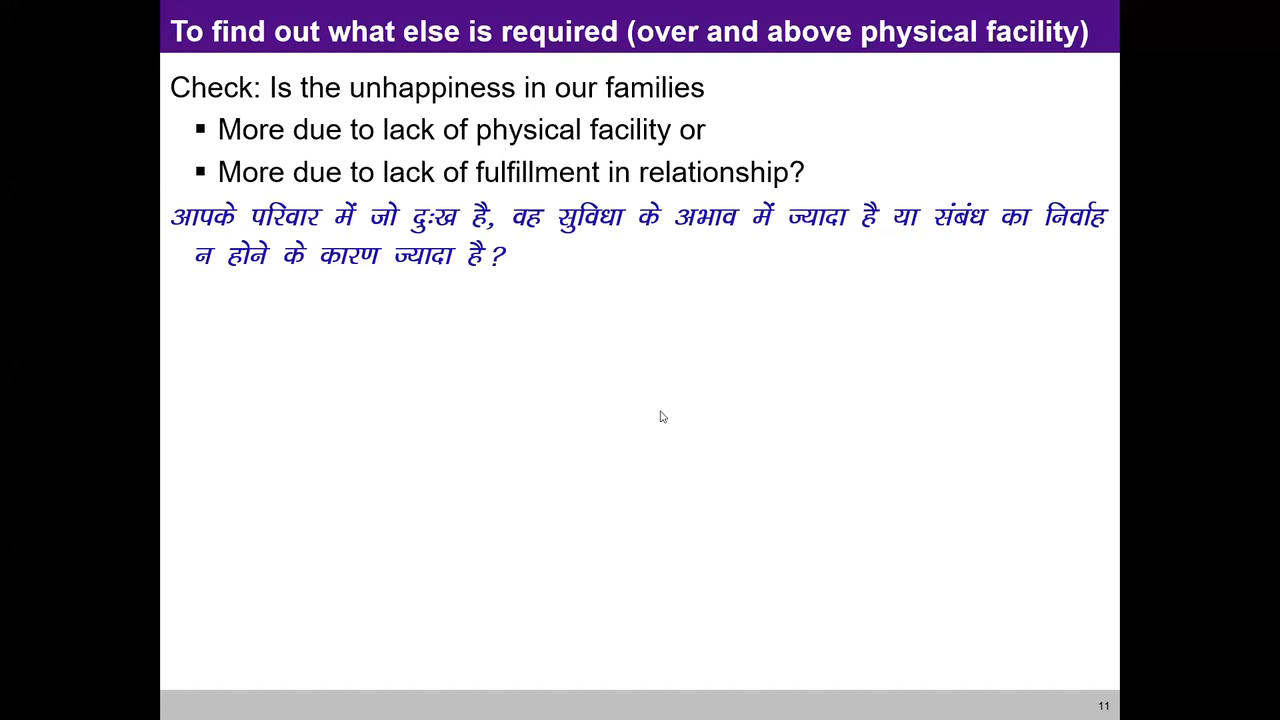 To find out what else is required (over and above physical facility)
Check: Is the unhappiness in our families
▪ More due to lack of physical facility or
▪ More due to lack of fulfillment in relationship?
आपके परिवार में जो दुःख है, वह सुविधा के अभाव में ज्यादा है या संबंध का निर्वाह
न होने के कारण ज्यादा है?
11